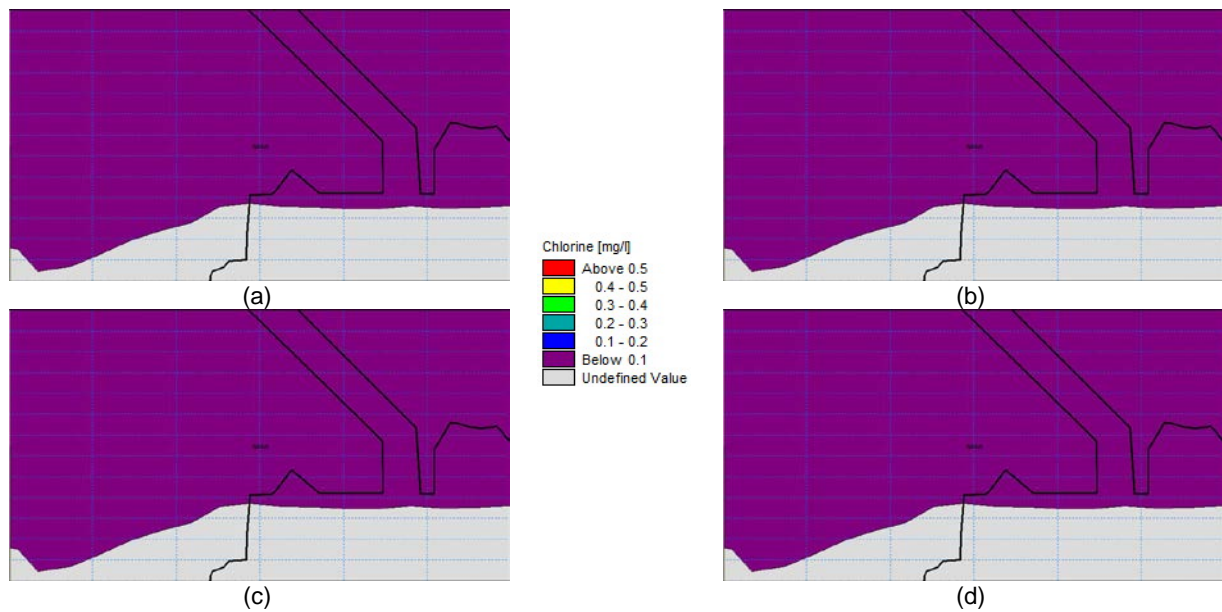 (a)
(b)
Chlorine [mg/l]
Above 0.5
0.4 - 0.5
0.3 - 0.4
0.2 - 0.3
0.1 - 0.2
Below 0.1
Undefined Value
(c)
(d)